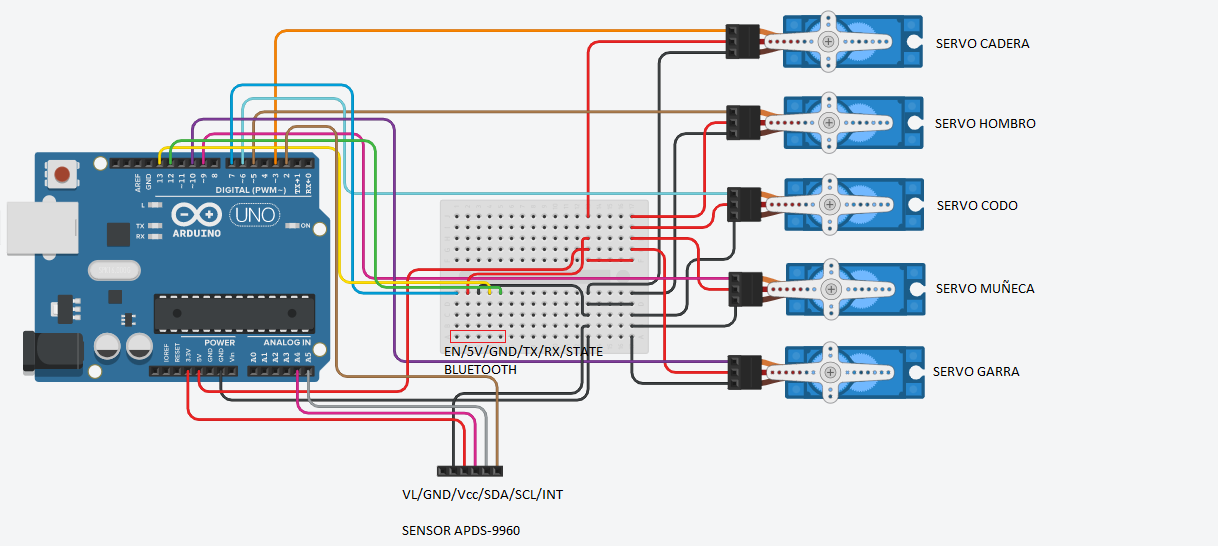 SERVO CADERA
SERVO HOMBRO
AREF
GND
13
12
~11
~10
~9
8
7
~6
~5
4
~3
2
TX→1
RX←0
DIGITAL (PWM~)
L
TX
RX
UNO
ARDUINO
ON
SERVO CODO
SERVO MUÑECA
POWER
ANALOG IN
IOREF
RESET
3.3V
5V
GND
GND
Vin
A0
A1
A2
A3
A4
A5
EN/5V/GND/TX/RX/STATE
BLUETOOTH
SERVO GARRA
VL/GND/Vcc/SDA/SCL/INT
SENSOR APDS-9960